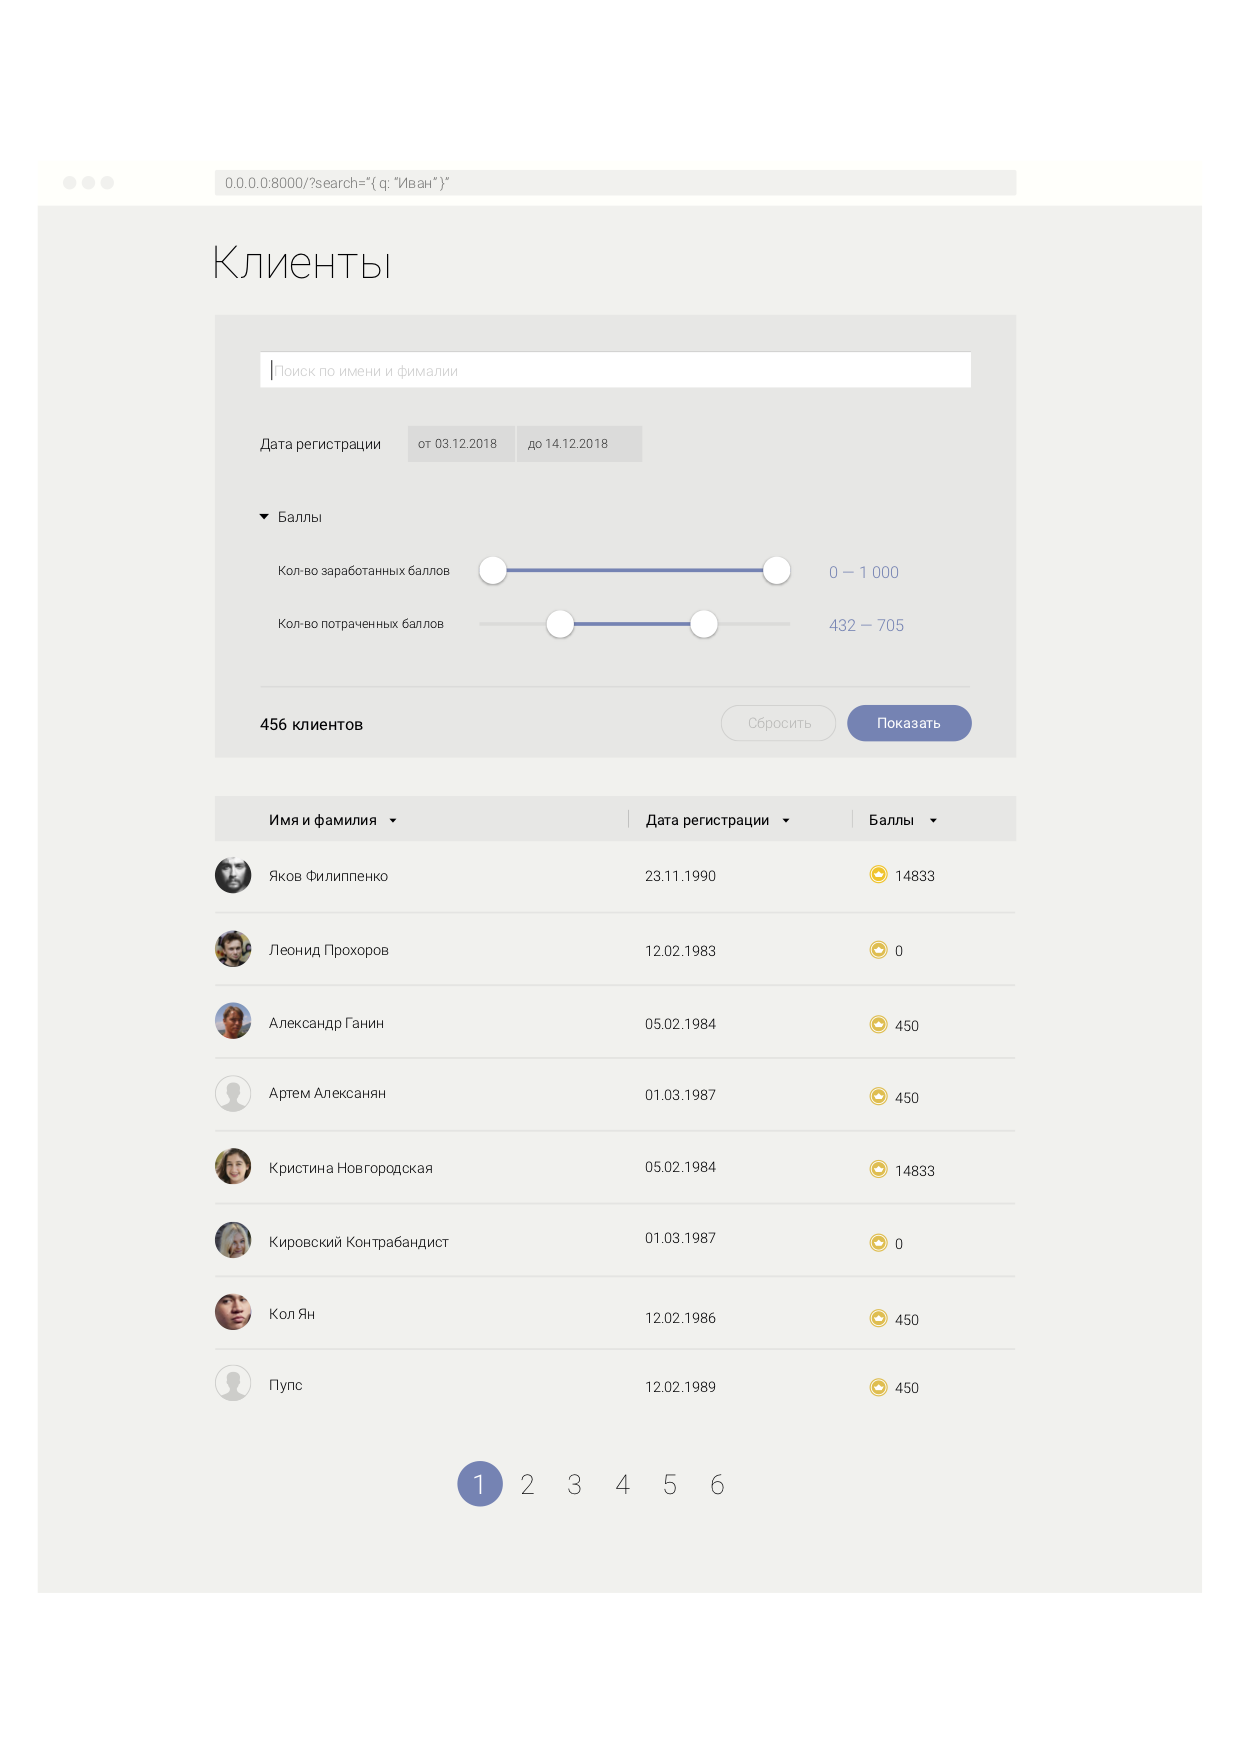 0.0.0.0:8000/?search=“{ q: “Иван” }”
Клиенты
Поиск по имени и фималии
Дата регистрации от 03.12.2018 до 14.12.2018
Баллы
Кол-во заработанных баллов 0 — 1 000
Кол-во потраченных баллов 432 — 705
456 клиентов Сбросить Показать
Имя и фамилия Дата регистрации Баллы
Яков Филиппенко 23.11.1990 14833
Леонид Прохоров 12.02.1983 0
Александр Ганин 05.02.1984 450
Артем Алексанян 01.03.1987 450
Кристина Новгородская 05.02.1984 14833
Кировский Контрабандист 01.03.1987 0
Кол Ян 12.02.1986 450
Пупс 12.02.1989 450
1 2 3 4 5 6